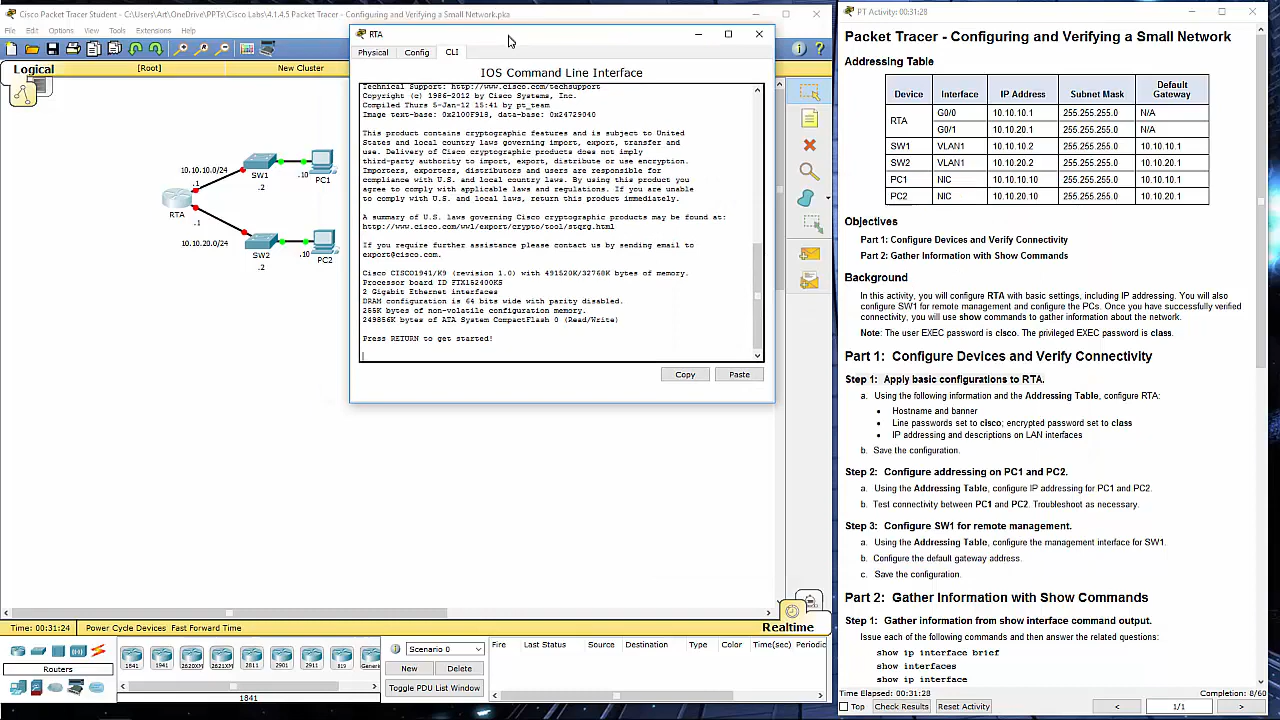 Cisco Packet Tracer Student - C:\Users\Art\OneDrive\PPTs\Cisco Labs\4.1.4.5 Packet Tracer - Configuring and Verifying a Small Network.pka
File Edit Options View Tools Extensions Help
Logical
[Root]
New Cluster
10.10.10.0/24
SW1
.2
.10
PC1
.1
RTA
.1
10.10.20.0/24
SW2
.2
.10
PC2
RTA
Physical Config CLI
IOS Command Line Interface
Technical Support: http://www.cisco.com/techsupport
Copyright (c) 1986-2012 by Cisco Systems, Inc.
Compiled Thurs 5-Jan-12 15:41 by pt_team
Image text-base: 0x2100F918, data-base: 0x24729040
This product contains cryptographic features and is subject to United
States and local country laws governing import, export, transfer and
use. Delivery of Cisco cryptographic products does not imply
third-party authority to import, export, distribute or use encryption.
Importers, exporters, distributors and users are responsible for
compliance with U.S. and local country laws. By using this product you
agree to comply with applicable laws and regulations. If you are unable
to comply with U.S. and local laws, return this product immediately.
A summary of U.S. laws governing Cisco cryptographic products may be found at:
http://www.cisco.com/wwl/export/crypto/tool/stqrg.html
If you require further assistance please contact us by sending email to
export@cisco.com.
Cisco CISCO1941/K9 (revision 1.0) with 491520K/32768K bytes of memory.
Processor board ID FTX152400KS
2 Gigabit Ethernet interfaces
DRAM configuration is 64 bits wide with parity disabled.
255K bytes of non-volatile configuration memory.
249856K bytes of ATA System CompactFlash 0 (Read/Write)
Press RETURN to get started!
Copy Paste
Time: 00:31:24 Power Cycle Devices Fast Forward Time
Realtime
Routers
1841 1941 2620XM 2621XM 2811 2901 2911 819 Generic
1841
Scenario 0
New Delete
Toggle PDU List Window
Fire Last Status Source Destination Type Color Time(sec) Periodic
PT Activity: 00:31:28
Packet Tracer - Configuring and Verifying a Small Network
Addressing Table
Device Interface IP Address Subnet Mask Default Gateway
RTA G0/0 10.10.10.1 255.255.255.0 N/A
G0/1 10.10.20.1 255.255.255.0 N/A
SW1 VLAN1 10.10.10.2 255.255.255.0 10.10.10.1
SW2 VLAN1 10.10.20.2 255.255.255.0 10.10.20.1
PC1 NIC 10.10.10.10 255.255.255.0 10.10.10.1
PC2 NIC 10.10.20.10 255.255.255.0 10.10.20.1
Objectives
Part 1: Configure Devices and Verify Connectivity
Part 2: Gather Information with Show Commands
Background
In this activity, you will configure RTA with basic settings, including IP addressing. You will also
configure SW1 for remote management and configure the PCs. Once you have successfully verified
connectivity, you will use show commands to gather information about the network.
Note: The user EXEC password is cisco. The privileged EXEC password is class.
Part 1: Configure Devices and Verify Connectivity
Step 1: Apply basic configurations to RTA.
a. Using the following information and the Addressing Table, configure RTA:
• Hostname and banner
• Line passwords set to cisco; encrypted password set to class
• IP addressing and descriptions on LAN interfaces
b. Save the configuration.
Step 2: Configure addressing on PC1 and PC2.
a. Using the Addressing Table, configure IP addressing for PC1 and PC2.
b. Test connectivity between PC1 and PC2. Troubleshoot as necessary.
Step 3: Configure SW1 for remote management.
a. Using the Addressing Table, configure the management interface for SW1.
b. Configure the default gateway address.
c. Save the configuration.
Part 2: Gather Information with Show Commands
Step 1: Gather information from show interface command output.
Issue each of the following commands and then answer the related questions:
show ip interface brief
show interfaces
show ip interface
Time Elapsed: 00:31:28 Completion: 8/60
Top Check Results Reset Activity < 1/1 >